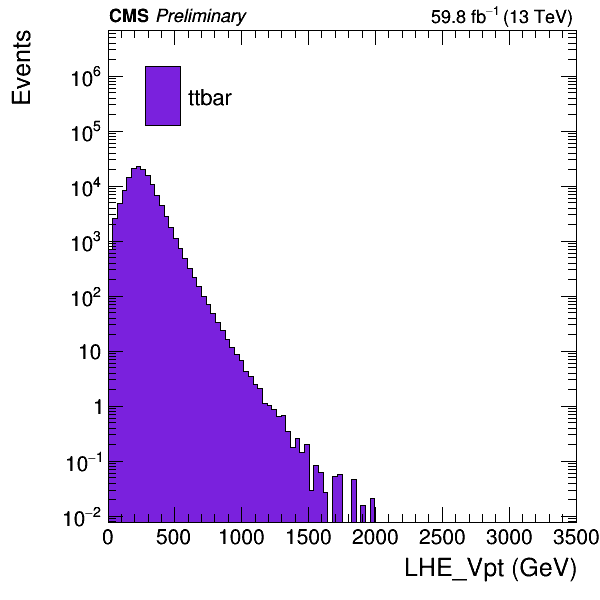 CMS Preliminary 59.8 fb⁻¹ (13 TeV)
Events
10⁶
10⁵
10⁴
10³
10²
10
1
10⁻¹
10⁻²
ttbar
0 500 1000 1500 2000 2500 3000 3500
LHE_Vpt (GeV)